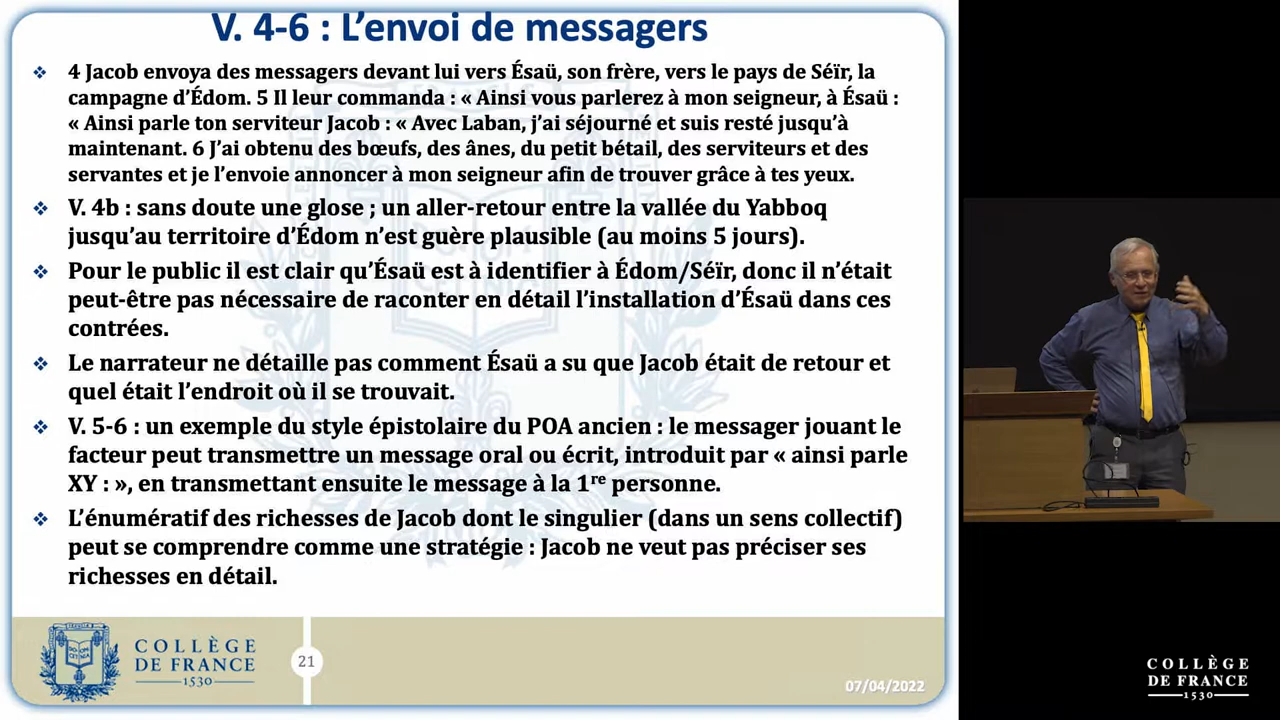 V. 4-6 : L’envoi de messagers
❖ 4 Jacob envoya des messagers devant lui vers Ésaü, son frère, vers le pays de Séïr, la
campagne d’Édom. 5 Il leur commanda : « Ainsi vous parlerez à mon seigneur, à Ésaü :
« Ainsi parle ton serviteur Jacob : « Avec Laban, j’ai séjourné et suis resté jusqu’à
maintenant. 6 J’ai obtenu des bœufs, des ânes, du petit bétail, des serviteurs et des
servantes et je l’envoie annoncer à mon seigneur afin de trouver grâce à tes yeux.
❖ V. 4b : sans doute une glose ; un aller-retour entre la vallée du Yabboq
jusqu’au territoire d’Édom n’est guère plausible (au moins 5 jours).
❖ Pour le public il est clair qu’Ésaü est à identifier à Édom/Séïr, donc il n’était
peut-être pas nécessaire de raconter en détail l’installation d’Ésaü dans ces
contrées.
❖ Le narrateur ne détaille pas comment Ésaü a su que Jacob était de retour et
quel était l’endroit où il se trouvait.
❖ V. 5-6 : un exemple du style épistolaire du POA ancien : le messager jouant le
facteur peut transmettre un message oral ou écrit, introduit par « ainsi parle
XY : », en transmettant ensuite le message à la 1re personne.
❖ L’énumératif des richesses de Jacob dont le singulier (dans un sens collectif)
peut se comprendre comme une stratégie : Jacob ne veut pas préciser ses
richesses en détail.
COLLÈGE
DE FRANCE
1530
21
07/04/2022
COLLÈGE
DE FRANCE
1530